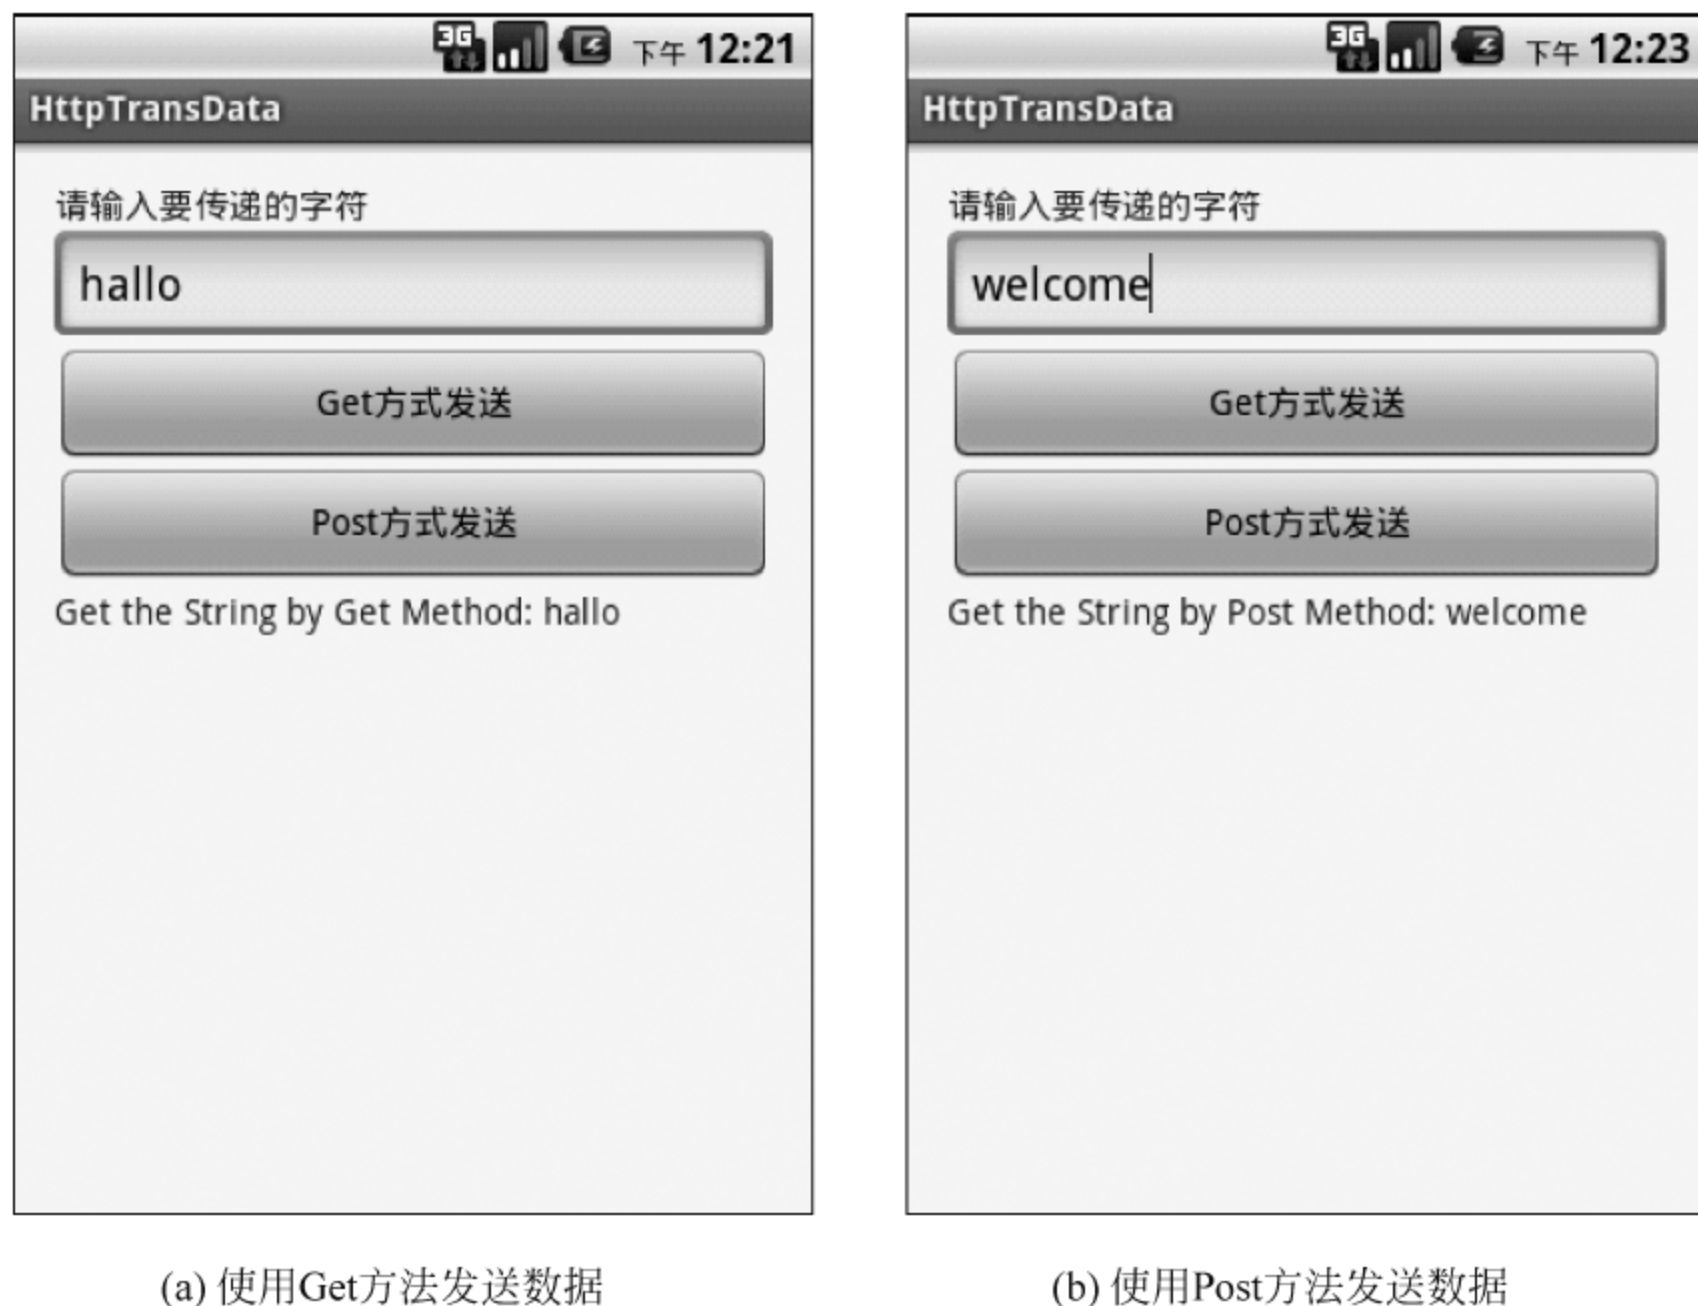 3G 下午 12:21
HttpTransData
请输入要传递的字符
hallo
Get方式发送
Post方式发送
Get the String by Get Method: hallo
(a) 使用Get方法发送数据
3G 下午 12:23
HttpTransData
请输入要传递的字符
welcome
Get方式发送
Post方式发送
Get the String by Post Method: welcome
(b) 使用Post方法发送数据